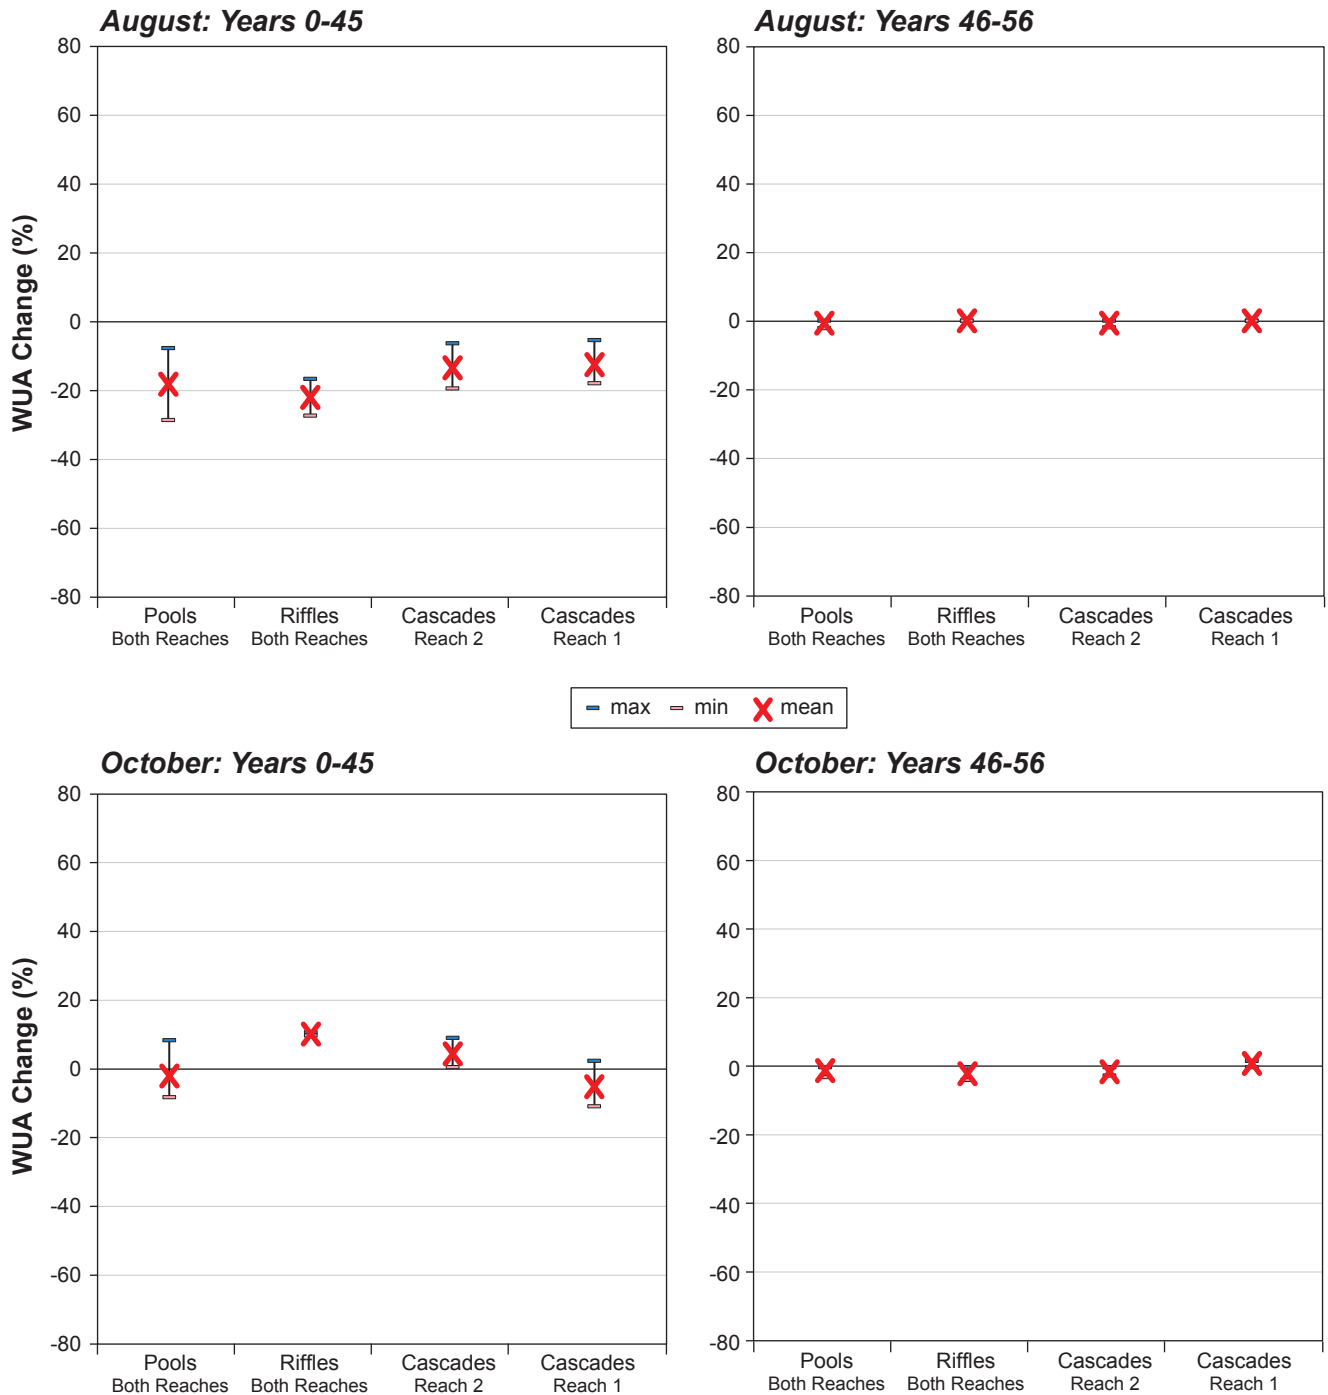 August: Years 0-45
August: Years 46-56
WUA Change (%)
80
60
40
20
0
-20
-40
-60
-80
Pools
Both Reaches
Riffles
Both Reaches
Cascades
Reach 2
Cascades
Reach 1
80
60
40
20
0
-20
-40
-60
-80
Pools
Both Reaches
Riffles
Both Reaches
Cascades
Reach 2
Cascades
Reach 1
max min mean
October: Years 0-45
October: Years 46-56
WUA Change (%)
80
60
40
20
0
-20
-40
-60
-80
Pools
Both Reaches
Riffles
Both Reaches
Cascades
Reach 2
Cascades
Reach 1
80
60
40
20
0
-20
-40
-60
-80
Pools
Both Reaches
Riffles
Both Reaches
Cascades
Reach 2
Cascades
Reach 1